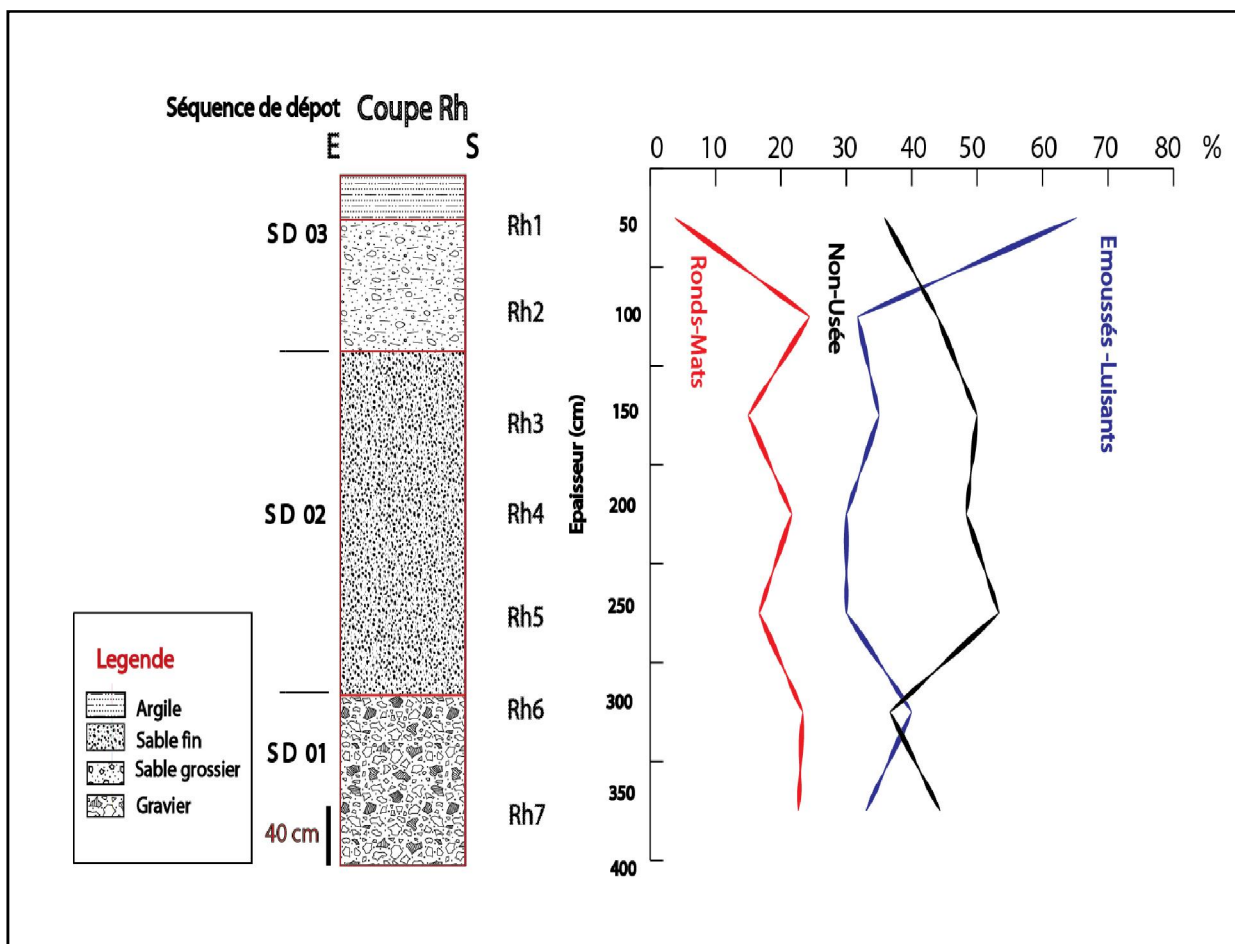 Séquence de dépot Coupe Rh
E S
SD 03
SD 02
SD 01
Rh1
Rh2
Rh3
Rh4
Rh5
Rh6
Rh7
Legende
Argile
Sable fin
Sable grossier
Gravier
40 cm
0 10 20 30 40 50 60 70 80 %
Epaisseur (cm)
50
100
150
200
250
300
350
400
Ronds-Mats
Non-Usée
Emoussés -Luisants